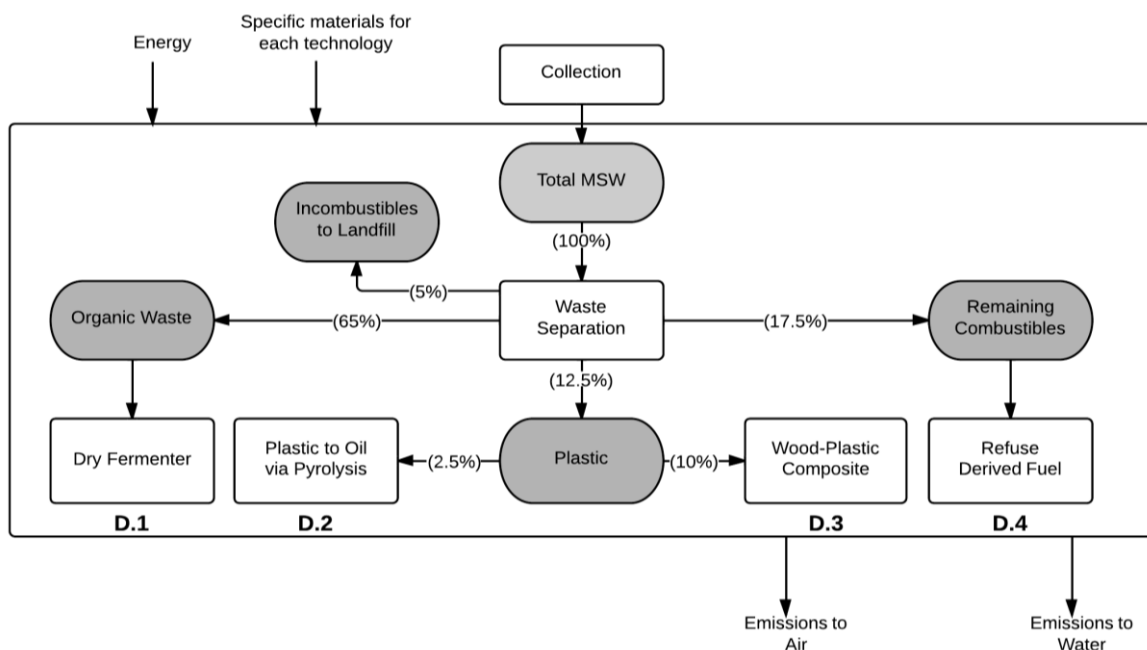 Specific materials for
each technology
Energy
Collection
Total MSW
Incombustibles
to Landfill
(100%)
(5%)
Organic Waste
(65%)
Waste
Separation
(17.5%)
Remaining
Combustibles
(12.5%)
Dry Fermenter
Plastic to Oil
via Pyrolysis
(2.5%)
Plastic
(10%)
Wood-Plastic
Composite
Refuse
Derived Fuel
D.1
D.2
D.3
D.4
Emissions to
Air
Emissions to
Water